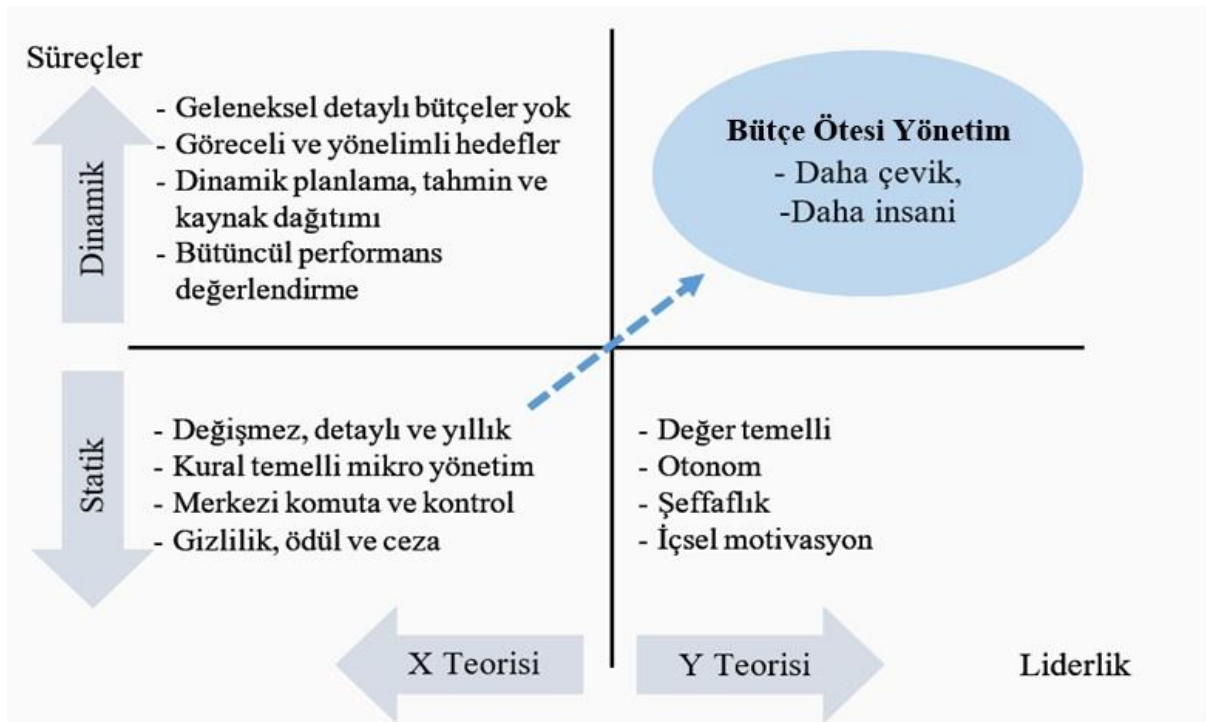 Süreçler
Dinamik
- Geleneksel detaylı bütçeler yok
- Göreceli ve yönelimli hedefler
- Dinamik planlama, tahmin ve
kaynak dağıtımı
- Bütüncül performans
değerlendirme
Bütçe Ötesi Yönetim
- Daha çevik,
-Daha insani
Statik
- Değişmez, detaylı ve yıllık
- Kural temelli mikro yönetim
- Merkezi komuta ve kontrol
- Gizlilik, ödül ve ceza
- Değer temelli
- Otonom
- Şeffaflık
- İçsel motivasyon
X Teorisi
Y Teorisi
Liderlik